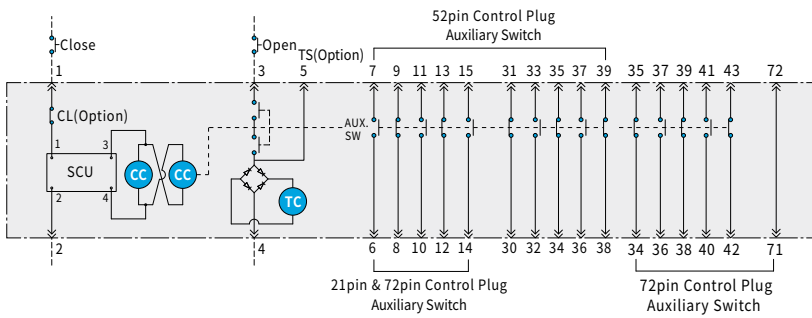 52pin Control Plug
Auxiliary Switch
Close
Open
TS(Option)
1 3 5 7 9 11 13 15 31 33 35 37 39 35 37 39 41 43 72
CL(Option)
AUX.
SW
1 3
SCU
CC CC
2 4
TC
2 4 6 8 10 12 14 30 32 34 36 38 34 36 38 40 42 71
21pin & 72pin Control Plug
Auxiliary Switch
72pin Control Plug
Auxiliary Switch